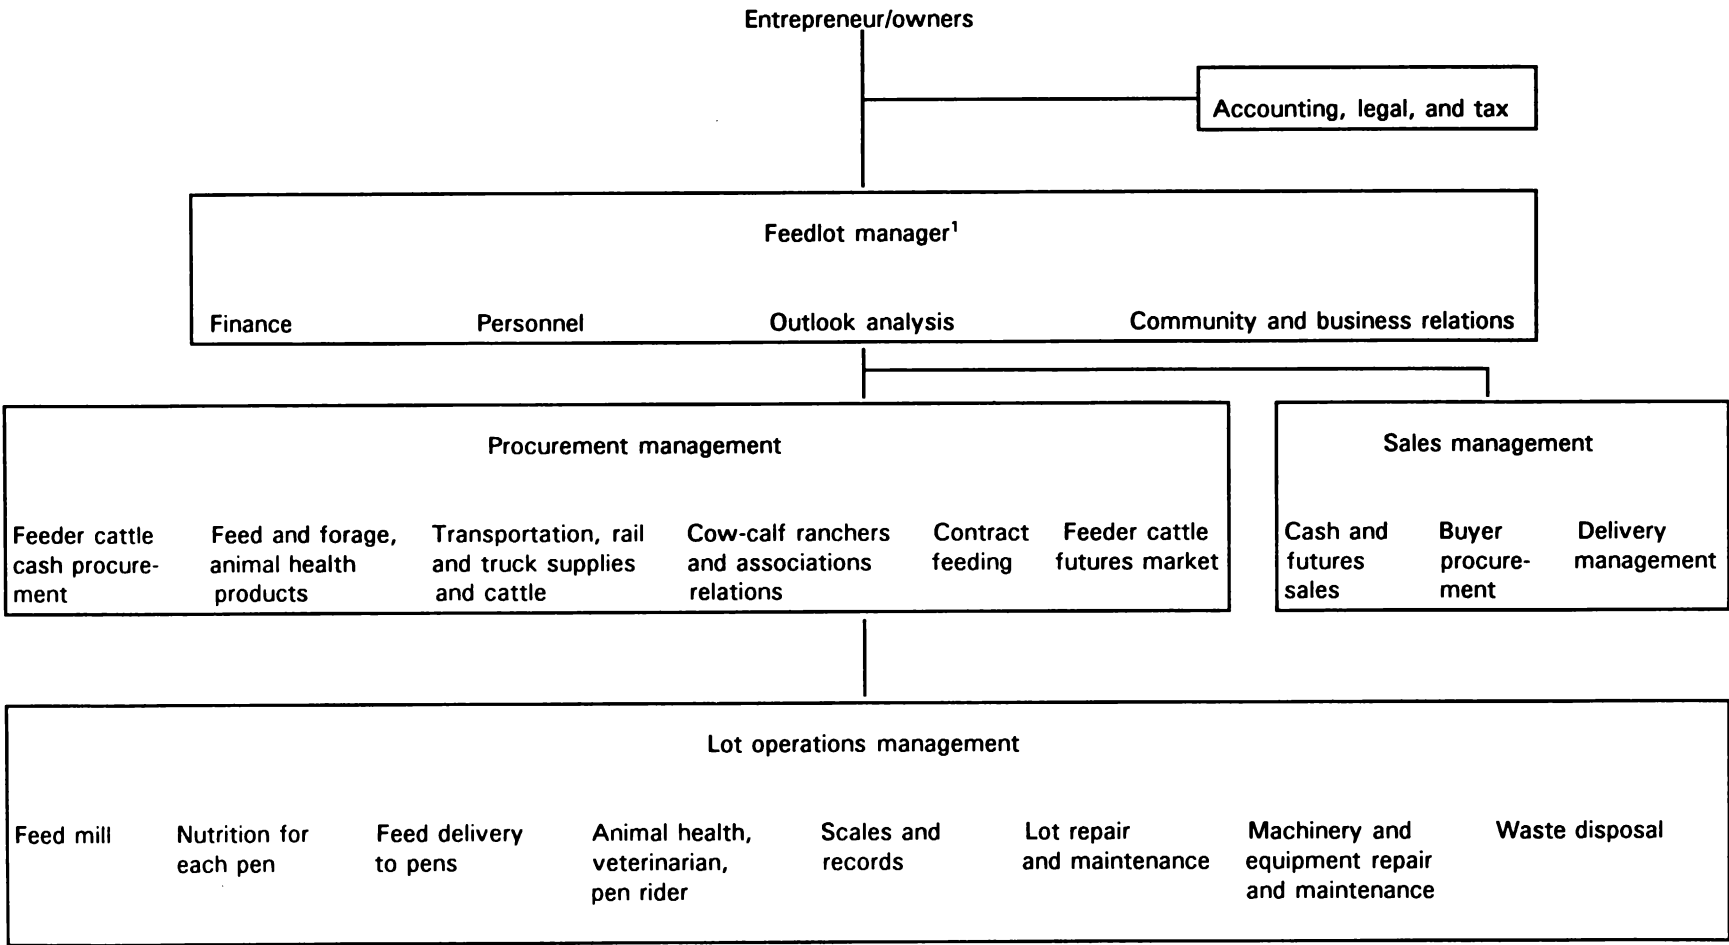 Entrepreneur/owners
Accounting, legal, and tax
Feedlot manager¹
Finance
Personnel
Outlook analysis
Community and business relations
Procurement management
Feeder cattle
cash procure-
ment
Feed and forage,
animal health
products
Transportation, rail
and truck supplies
and cattle
Cow-calf ranchers
and associations
relations
Contract
feeding
Feeder cattle
futures market
Sales management
Cash and
futures
sales
Buyer
procure-
ment
Delivery
management
Lot operations management
Feed mill
Nutrition for
each pen
Feed delivery
to pens
Animal health,
veterinarian,
pen rider
Scales and
records
Lot repair
and maintenance
Machinery and
equipment repair
and maintenance
Waste disposal